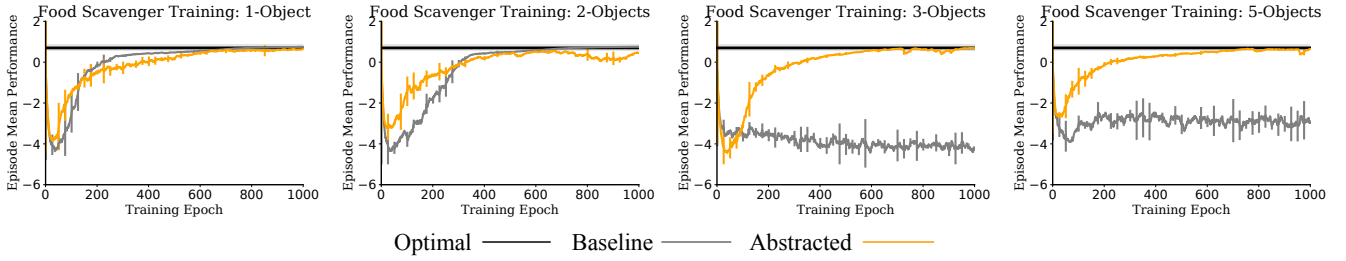 Food Scavenger Training: 1-Object
Episode Mean Performance
2
0
−2
−4
−6
0 200 400 600 800 1000
Training Epoch
Food Scavenger Training: 2-Objects
Episode Mean Performance
2
0
−2
−4
−6
0 200 400 600 800 1000
Training Epoch
Food Scavenger Training: 3-Objects
Episode Mean Performance
2
0
−2
−4
−6
0 200 400 600 800 1000
Training Epoch
Food Scavenger Training: 5-Objects
Episode Mean Performance
2
0
−2
−4
−6
0 200 400 600 800 1000
Training Epoch
Optimal Baseline Abstracted